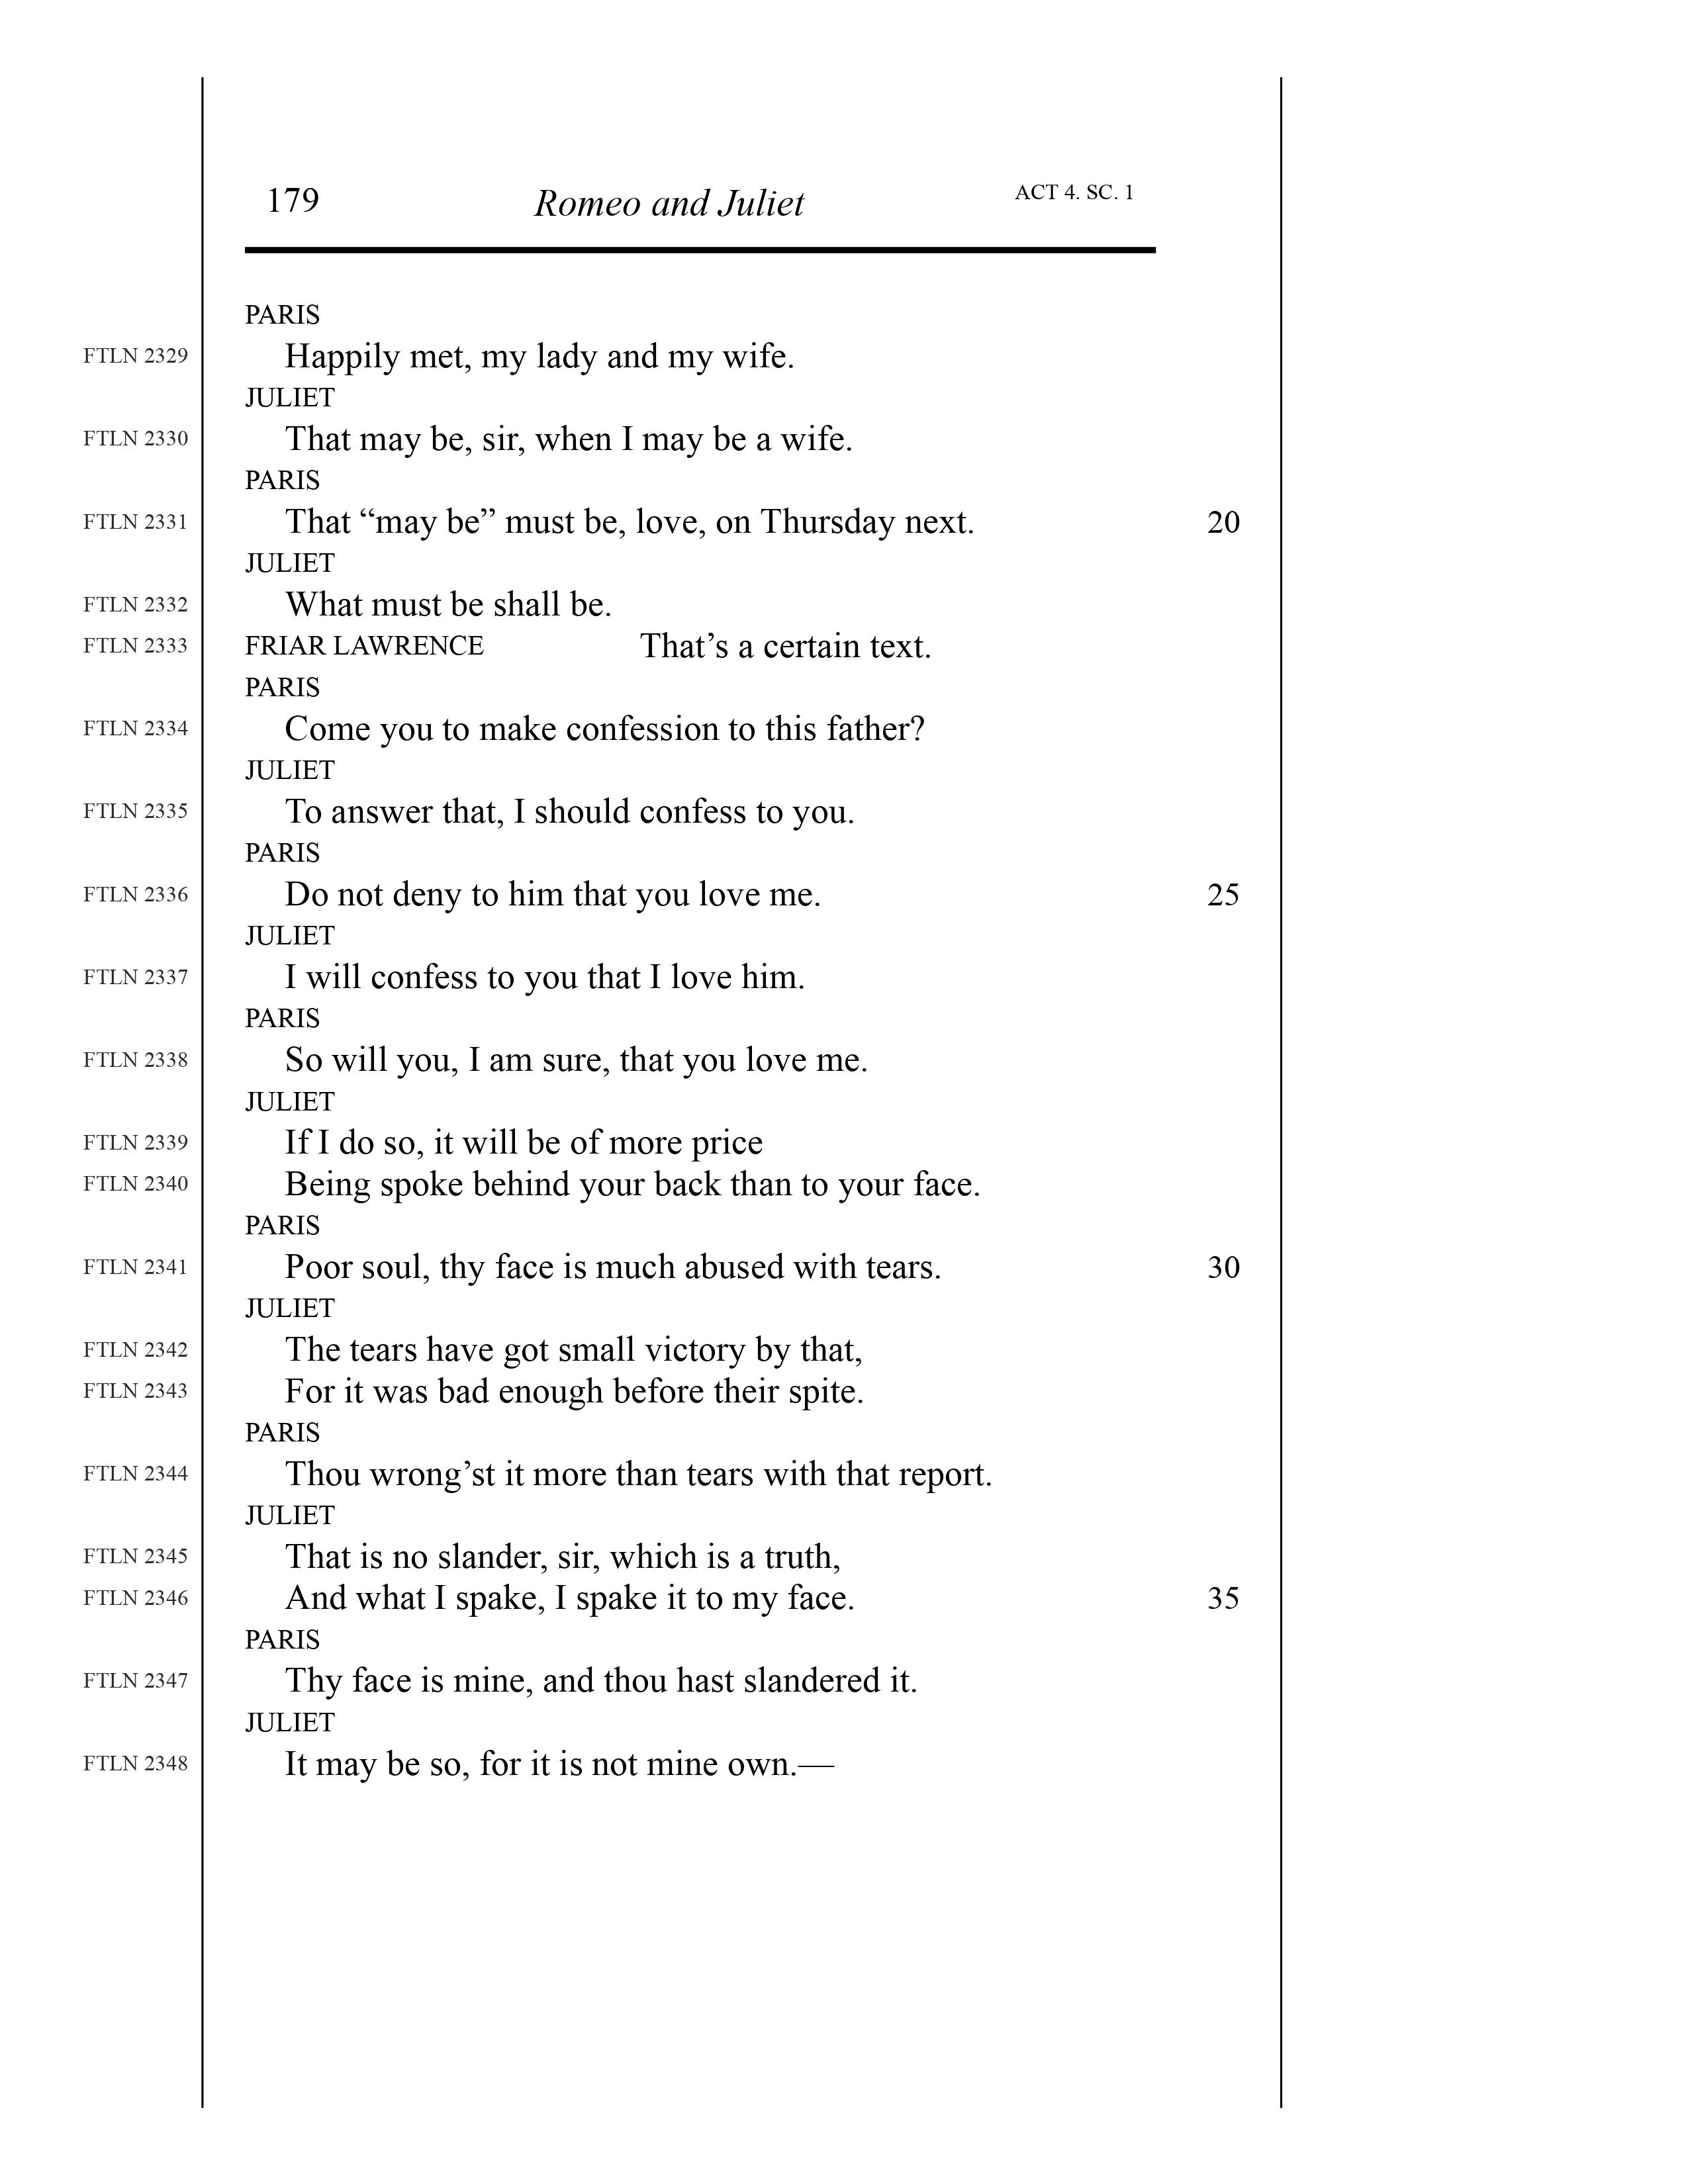 179 Romeo and Juliet ACT 4. SC. 1
PARIS
FTLN 2329 Happily met, my lady and my wife.
JULIET
FTLN 2330 That may be, sir, when I may be a wife.
PARIS
FTLN 2331 That “may be” must be, love, on Thursday next. 20
JULIET
FTLN 2332 What must be shall be.
FTLN 2333 FRIAR LAWRENCE That’s a certain text.
PARIS
FTLN 2334 Come you to make confession to this father?
JULIET
FTLN 2335 To answer that, I should confess to you.
PARIS
FTLN 2336 Do not deny to him that you love me. 25
JULIET
FTLN 2337 I will confess to you that I love him.
PARIS
FTLN 2338 So will you, I am sure, that you love me.
JULIET
FTLN 2339 If I do so, it will be of more price
FTLN 2340 Being spoke behind your back than to your face.
PARIS
FTLN 2341 Poor soul, thy face is much abused with tears. 30
JULIET
FTLN 2342 The tears have got small victory by that,
FTLN 2343 For it was bad enough before their spite.
PARIS
FTLN 2344 Thou wrong’st it more than tears with that report.
JULIET
FTLN 2345 That is no slander, sir, which is a truth,
FTLN 2346 And what I spake, I spake it to my face. 35
PARIS
FTLN 2347 Thy face is mine, and thou hast slandered it.
JULIET
FTLN 2348 It may be so, for it is not mine own.—